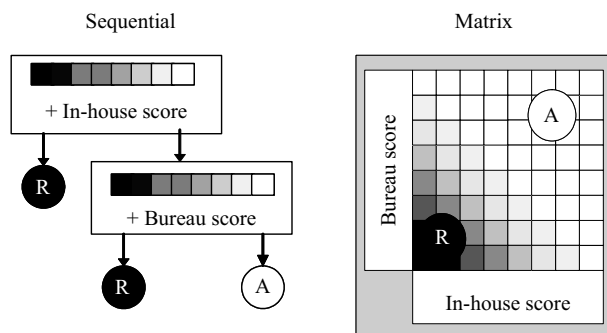 Sequential
+ In-house score
R
+ Bureau score
R
A
Matrix
Bureau score
A
R
In-house score